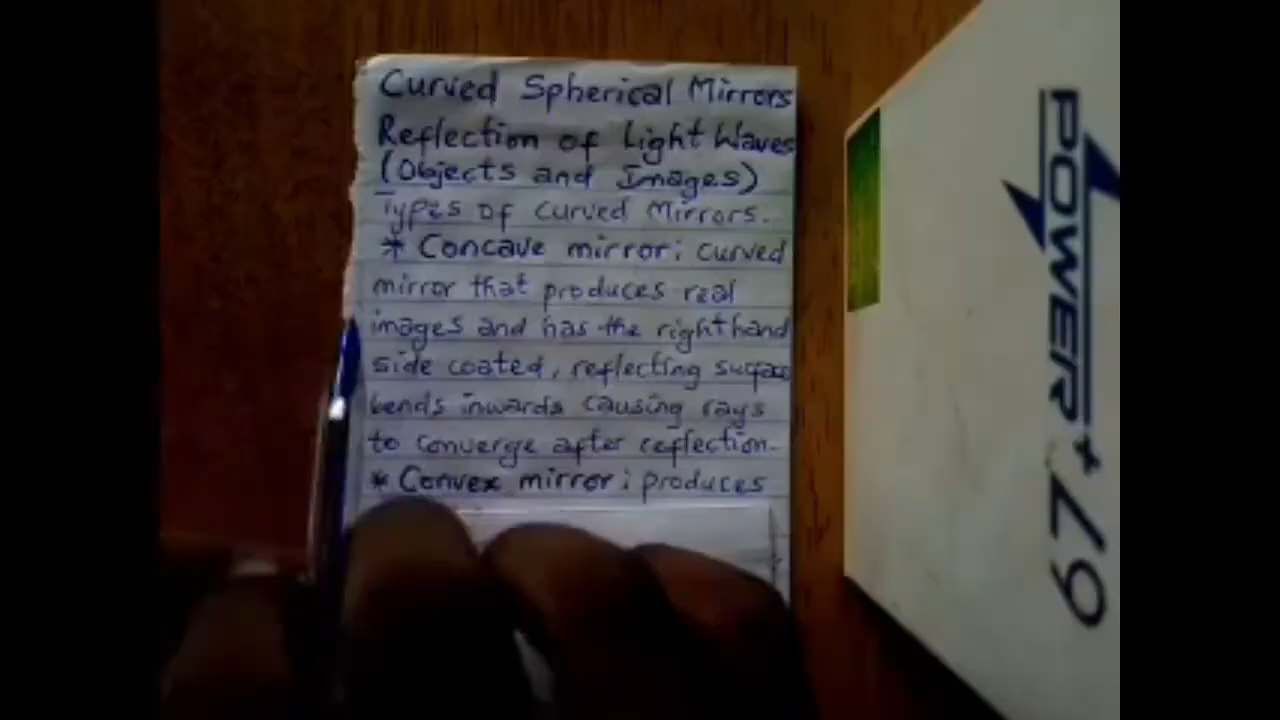 Curved Spherical Mirrors
Reflection of Light Waves
(Objects and Images)
Types of Curved Mirrors.
* Concave mirror: curved
mirror that produces real
images and has the right hand
side coated, reflecting surface
bends inwards causing rays
to converge after reflection.
* Convex mirror: produces
POWER+ L9